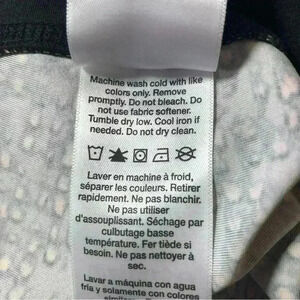 Machine wash cold with like
colors only. Remove
promptly. Do not bleach. Do
not use fabric softener.
Tumble dry low. Cool iron if
needed. Do not dry clean.
Laver en machine à froid,
séparer les couleurs. Retirer
rapidement. Ne pas blanchir.
Ne pas utiliser
d'assouplissant. Séchage par
culbutage basse
température. Fer tiède si
besoin. Ne pas nettoyer à
sec.
Lavar a máquina con agua
fría y solamente con colores